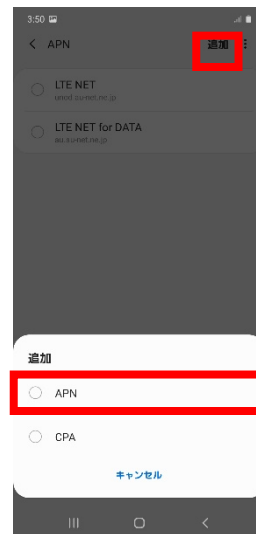 3:50
APN
追加
LTE NET
uno.au-net.ne.jp
LTE NET for DATA
au.au-net.ne.jp
追加
APN
CPA
キャンセル